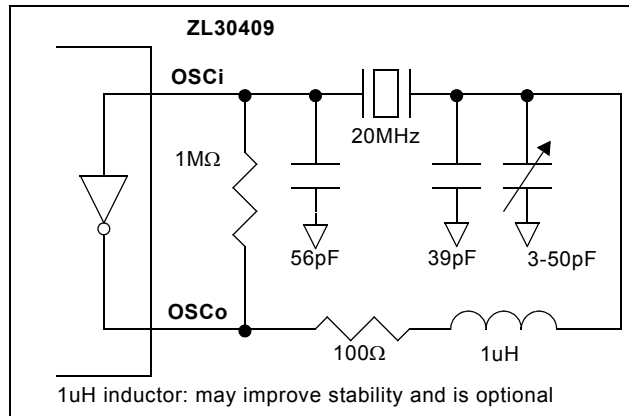 ZL30409
OSCi
20MHz
1MΩ
56pF
39pF
3-50pF
OSCo
100Ω
1uH
1uH inductor: may improve stability and is optional